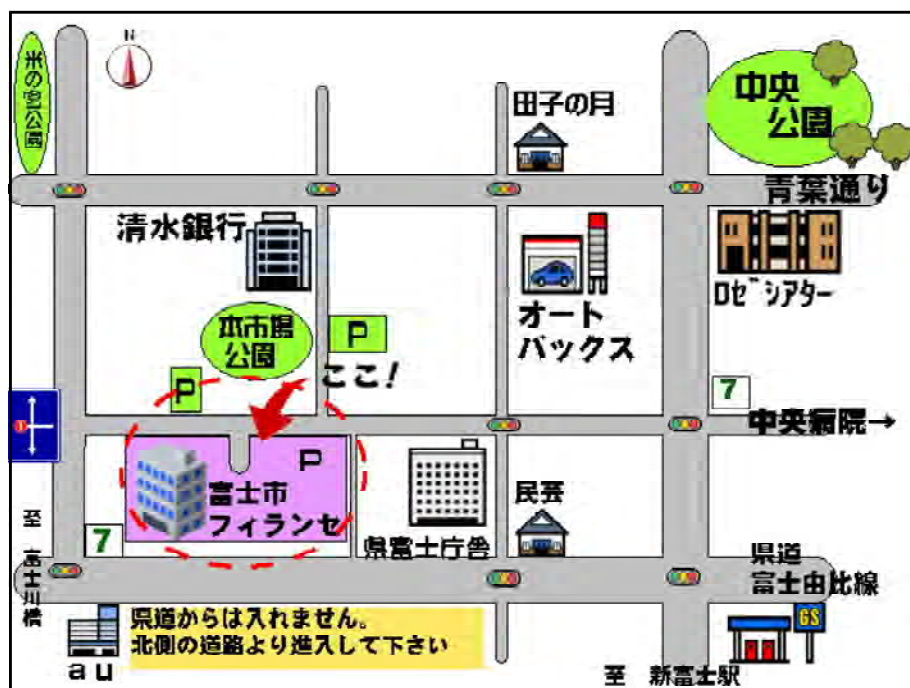 N
米の宮公園
田子の月
中央
公園
青葉通り
清水銀行
ロゼシアター
オート
バックス
本市場
公園
P
ここ!
P
7
中央病院→
P
富士市
フィランセ
県富士庁舎
民芸
至 富士川橋
7
県道
富士由比線
県道からは入れません。
北側の道路より進入して下さい
au
GS
至 新富士駅